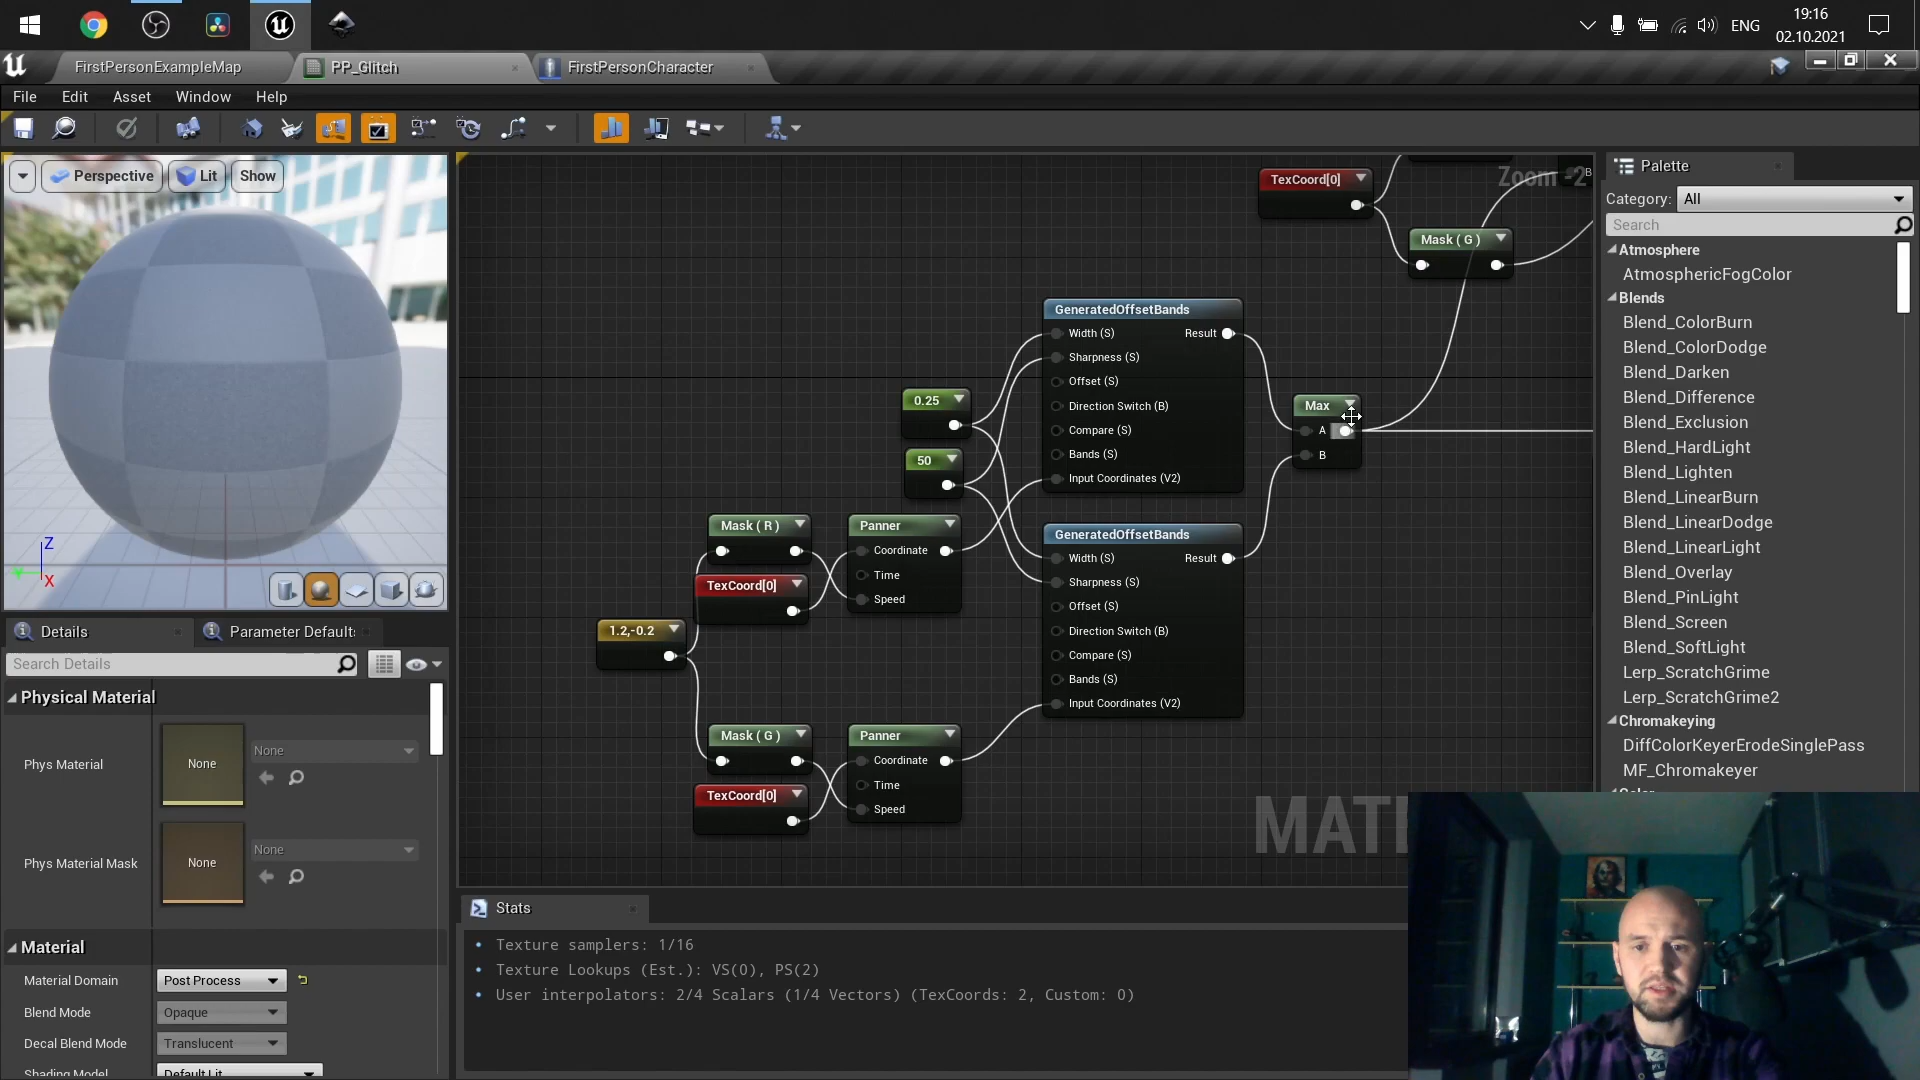 ENG
19:16
02.10.2021
FirstPersonExampleMap
PP_Glitch
FirstPersonCharacter
File
Edit
Asset
Window
Help
Perspective
Lit
Show
Z
X
Details
Parameter Default
Search Details
Physical Material
Phys Material
None
None
Phys Material Mask
None
None
Material
Material Domain
Post Process
Blend Mode
Opaque
Decal Blend Mode
Translucent
Shading Model
Default Lit
Zoom -2
TexCoord[0]
B
Mask ( G )
GeneratedOffsetBands
Width (S)
Result
Sharpness (S)
Offset (S)
Direction Switch (B)
Compare (S)
Bands (S)
Input Coordinates (V2)
0.25
50
Max
A
B
Mask ( R )
TexCoord[0]
Panner
Coordinate
Time
Speed
GeneratedOffsetBands
Width (S)
Result
Sharpness (S)
Offset (S)
Direction Switch (B)
Compare (S)
Bands (S)
Input Coordinates (V2)
1.2,-0.2
Mask ( G )
TexCoord[0]
Panner
Coordinate
Time
Speed
MATE
Stats
• Texture samplers: 1/16
• Texture Lookups (Est.): VS(0), PS(2)
• User interpolators: 2/4 Scalars (1/4 Vectors) (TexCoords: 2, Custom: 0)
Palette
Category:
All
Search
Atmosphere
AtmosphericFogColor
Blends
Blend_ColorBurn
Blend_ColorDodge
Blend_Darken
Blend_Difference
Blend_Exclusion
Blend_HardLight
Blend_Lighten
Blend_LinearBurn
Blend_LinearDodge
Blend_LinearLight
Blend_Overlay
Blend_PinLight
Blend_Screen
Blend_SoftLight
Lerp_ScratchGrime
Lerp_ScratchGrime2
Chromakeying
DiffColorKeyerErodeSinglePass
MF_Chromakeyer